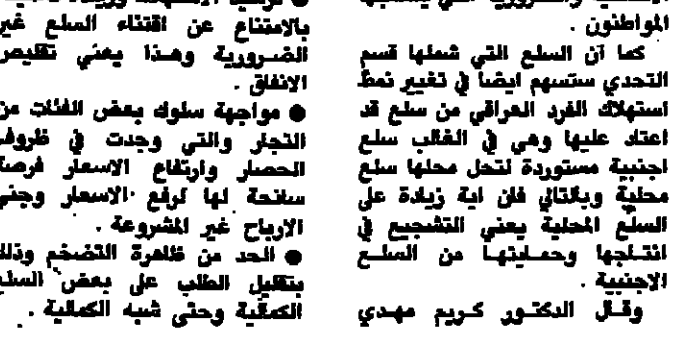 المواطنون .
كما ان السلع التي شملها قسم
التحدي ستسهم ايضا في تغيير نمط
استهلاك الفرد العراقي من سلع قد
اعتاد عليها وهي في الغالب سلع
اجنبية مستوردة لتحل محلها سلع
محلية وبالتالي فان اية زيادة على
السلع المحلية يعني التشجيع في
انتاجها وحمايتها من السلع
الاجنبية .
وقال الدكتور كريم مهدي
بالامتناع عن اقتناء السلع غير
الضرورية وهذا يعني تقليص
الانفاق .
● مواجهة سلوك بعض الفئات من
التجار والتي وجدت في ظروف
الحصار وارتفاع الاسعار فرصة
سانحة لها لرفع الاسعار وجني
الارباح غير المشروعة .
● الحد من ظاهرة التضخم وذلك
بتقليل الطلب على بعض السلع
الكمالية وحتى شبه الكمالية .